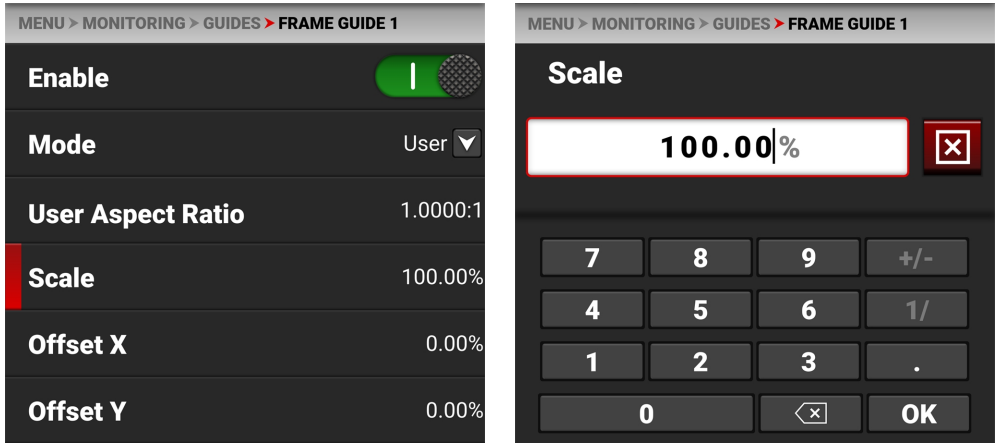 MENU > MONITORING > GUIDES > FRAME GUIDE 1
Enable
Mode User
User Aspect Ratio 1.0000:1
Scale 100.00%
Offset X 0.00%
Offset Y 0.00%
MENU > MONITORING > GUIDES > FRAME GUIDE 1
Scale
100.00%
7 8 9 +/-
4 5 6 1/
1 2 3 .
0 OK